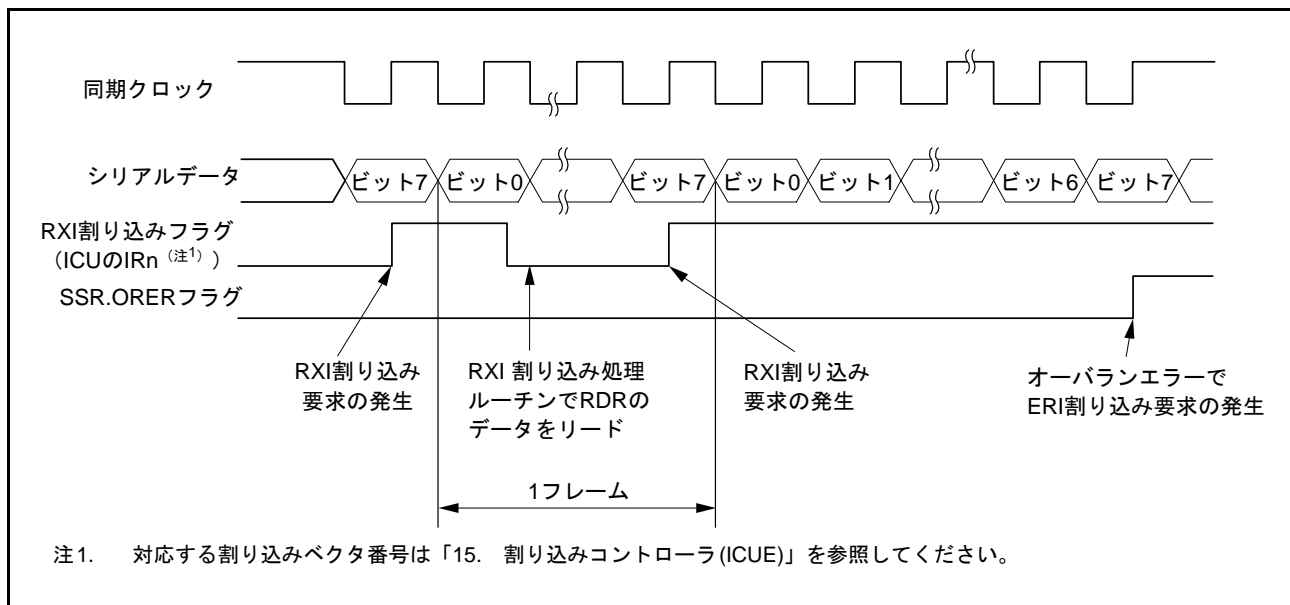 同期クロック
シリアルデータ
ビット7 ビット0 ビット7 ビット0 ビット1 ビット6 ビット7
RXI割り込みフラグ
(ICUのIRn (注1) )
SSR.ORERフラグ
RXI割り込み
要求の発生
RXI 割り込み処理
ルーチンでRDRの
データをリード
RXI割り込み
要求の発生
オーバランエラーで
ERI割り込み要求の発生
1フレーム
注1. 対応する割り込みベクタ番号は「15. 割り込みコントローラ(ICUE)」を参照してください。